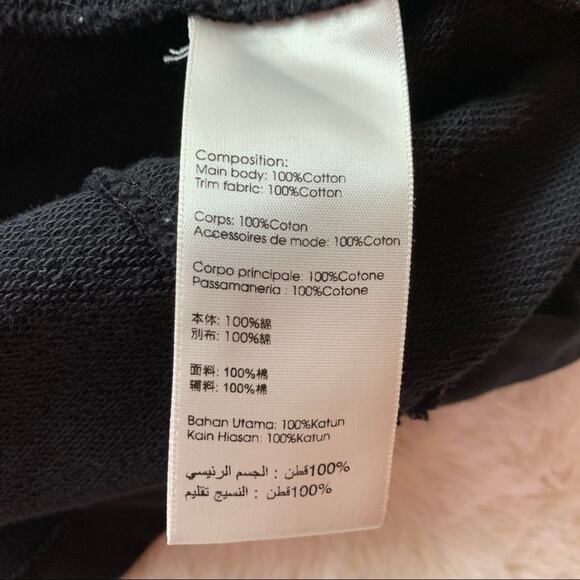 Composition:
Main body: 100%Cotton
Trim fabric: 100%Cotton
Corps: 100%Coton
Accessoires de mode: 100%Coton
Corpo principale: 100%Cotone
Passamaneria : 100%Cotone
本体: 100%綿
別布: 100%綿
面料: 100%棉
辅料: 100%棉
Bahan Utama: 100%Katun
Kain Hiasan: 100%Katun
100%قطن : الجسم الرئيسي
100%قطن : النسيج تقليم